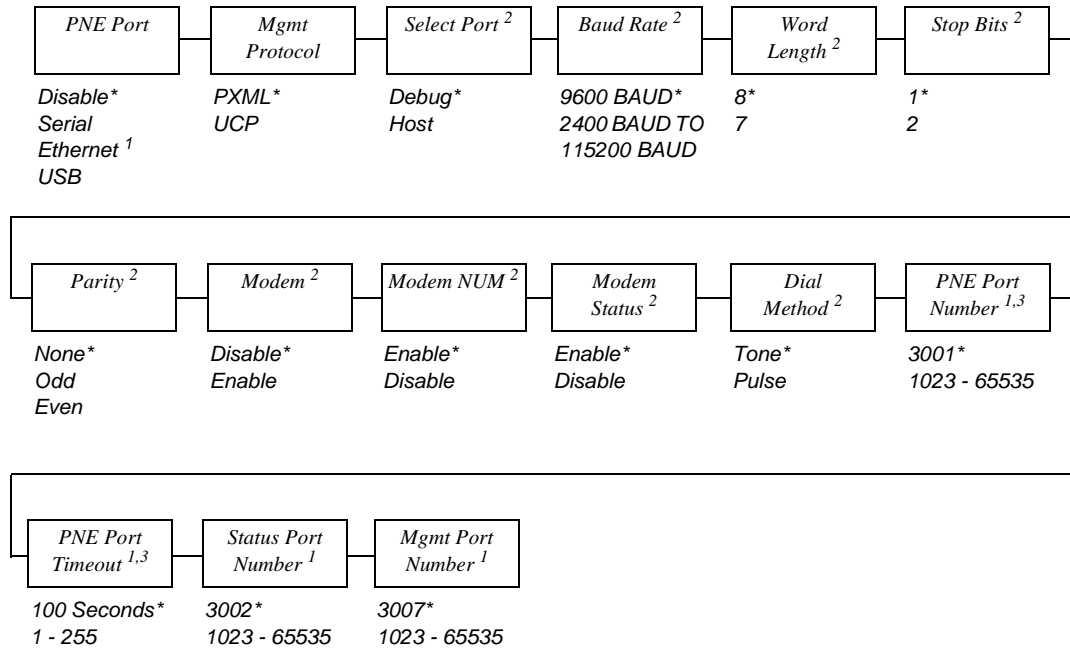 PNE Port
Mgmt
Protocol
Select Port 2
Baud Rate 2
Word
Length 2
Stop Bits 2
Disable*
Serial
Ethernet 1
USB
PXML*
UCP
Debug*
Host
9600 BAUD*
2400 BAUD TO
115200 BAUD
8*
7
1*
2
Parity 2
Modem 2
Modem NUM 2
Modem
Status 2
Dial
Method 2
PNE Port
Number 1,3
None*
Odd
Even
Disable*
Enable
Enable*
Disable
Enable*
Disable
Tone*
Pulse
3001*
1023 - 65535
PNE Port
Timeout 1,3
Status Port
Number 1
Mgmt Port
Number 1
100 Seconds*
1 - 255
3002*
1023 - 65535
3007*
1023 - 65535